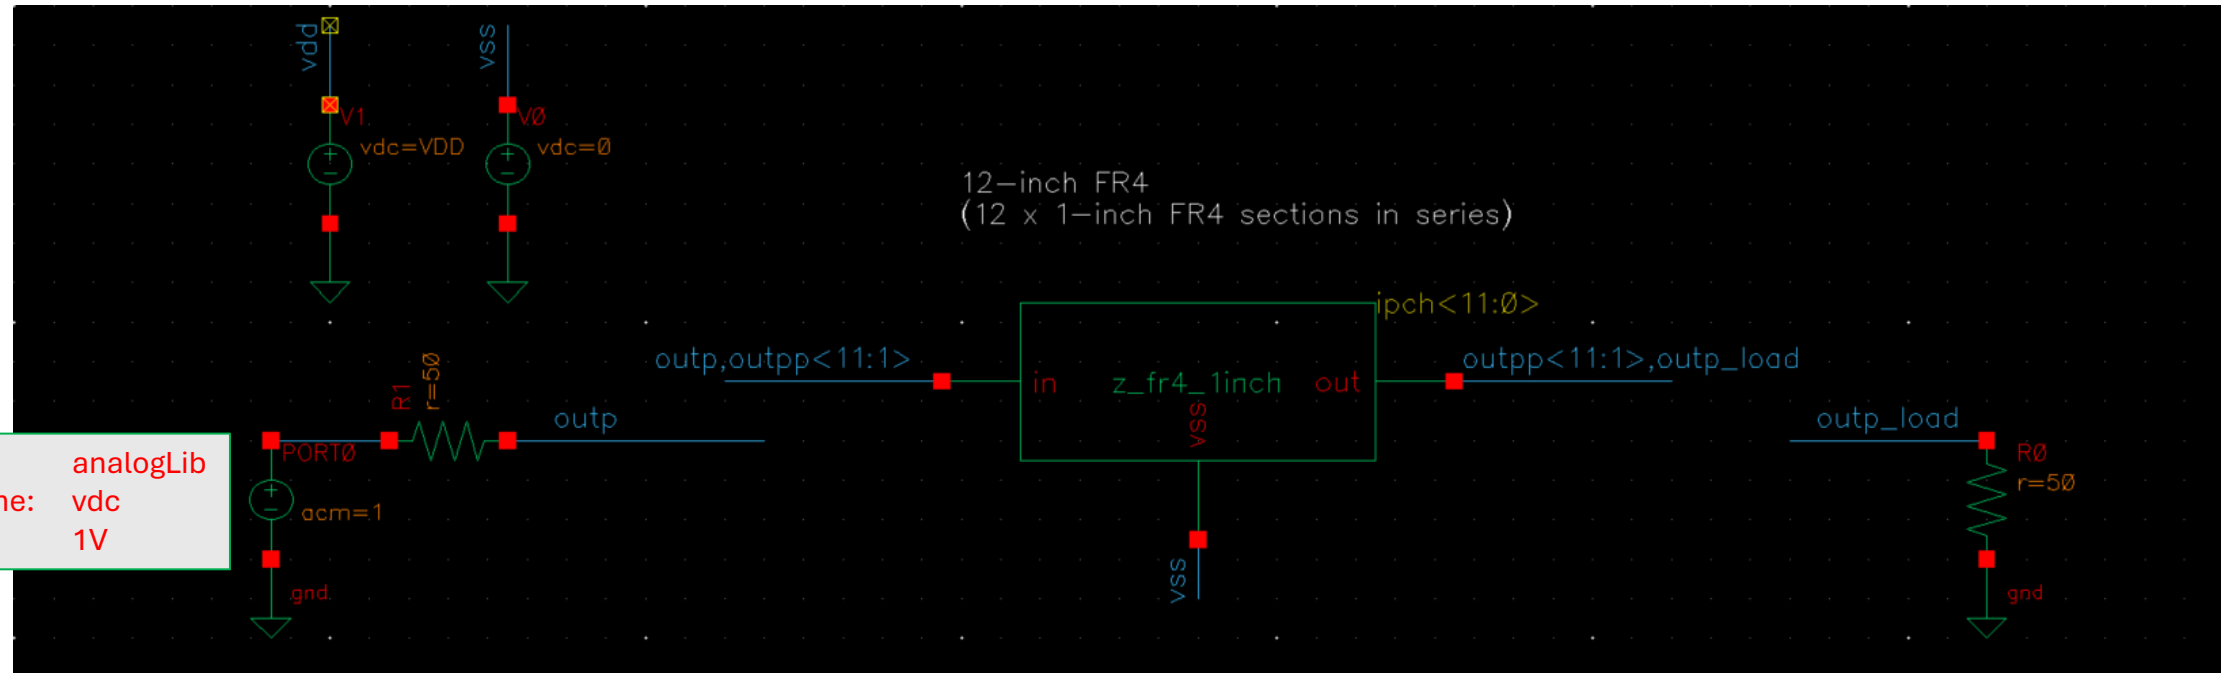 vdd
vss
V1
vdc=VDD
V0
vdc=0
12-inch FR4
(12 x 1-inch FR4 sections in series)
ipch<11:0>
outp,outpp<11:1>
in
z_fr4_1inch
out
vss
outpp<11:1>,outp_load
R1
r=50
outp
outp_load
PORT0
acm=1
gnd
analogLib
ne: vdc
1V
vss
R0
r=50
gnd